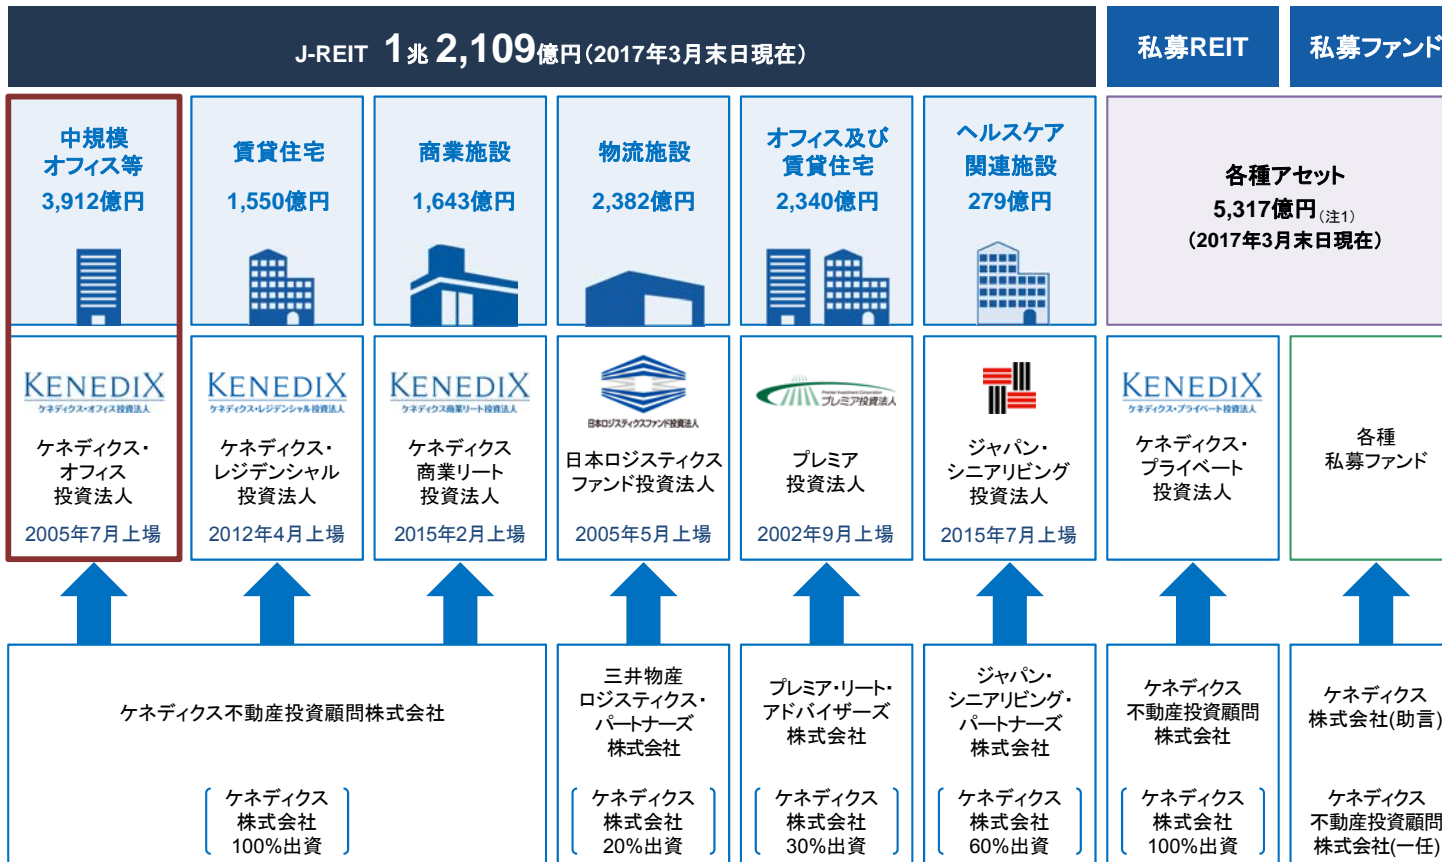 J-REIT 1兆 2,109億円(2017年3月末日現在)
私募REIT
私募ファンド
中規模
オフィス等
3,912億円
賃貸住宅
1,550億円
商業施設
1,643億円
物流施設
2,382億円
オフィス及び
賃貸住宅
2,340億円
ヘルスケア
関連施設
279億円
各種アセット
5,317億円(注1)
(2017年3月末日現在)
KENEDIX
ケネディクス・オフィス投資法人
ケネディクス・
オフィス
投資法人
2005年7月上場
KENEDIX
ケネディクス・レジデンシャル投資法人
ケネディクス・
レジデンシャル
投資法人
2012年4月上場
KENEDIX
ケネディクス商業リート投資法人
ケネディクス
商業リート
投資法人
2015年2月上場
日本ロジスティクスファンド投資法人
日本ロジスティクス
ファンド投資法人
2005年5月上場
Premier Investment Corporation
プレミア投資法人
プレミア
投資法人
2002年9月上場
ジャパン・
シニアリビング
投資法人
2015年7月上場
KENEDIX
ケネディクス・プライベート投資法人
ケネディクス・
プライベート
投資法人
各種
私募ファンド
ケネディクス不動産投資顧問株式会社
ケネディクス
株式会社
100%出資
三井物産
ロジスティクス・
パートナーズ
株式会社
ケネディクス
株式会社
20%出資
プレミア・リート・
アドバイザーズ
株式会社
ケネディクス
株式会社
30%出資
ジャパン・
シニアリビング・
パートナーズ
株式会社
ケネディクス
株式会社
60%出資
ケネディクス
不動産投資顧問
株式会社
ケネディクス
株式会社
100%出資
ケネディクス
株式会社(助言)
ケネディクス
不動産投資顧問
株式会社(一任)